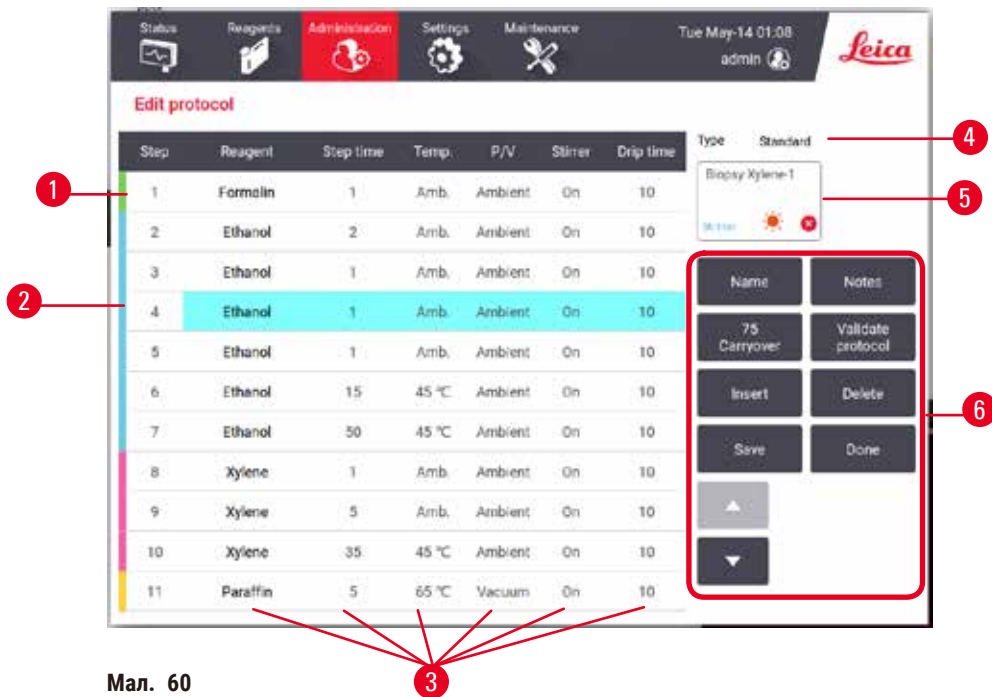 Status Reagents Administration Settings Maintenance Tue May-14 01:08
admin Leica
Edit protocol
Step Reagent Step time Temp. P/V Stirrer Drip time
Type Standard
Biopsy Xylene-1
1 Formalin 1 Amb. Ambient On 10
2 Ethanol 2 Amb. Ambient On 10
3 Ethanol 1 Amb. Ambient On 10
4 Ethanol 1 Amb. Ambient On 10
5 Ethanol 1 Amb. Ambient On 10
6 Ethanol 15 45 °C Ambient On 10
7 Ethanol 50 45 °C Ambient On 10
8 Xylene 1 Amb. Ambient On 10
9 Xylene 5 Amb. Ambient On 10
10 Xylene 35 45 °C Ambient On 10
11 Paraffin 5 65 °C Vacuum On 10
Name Notes
75 Validate
Carryover protocol
Insert Delete
Save Done
1
2
3
4
5
6
Мал. 60